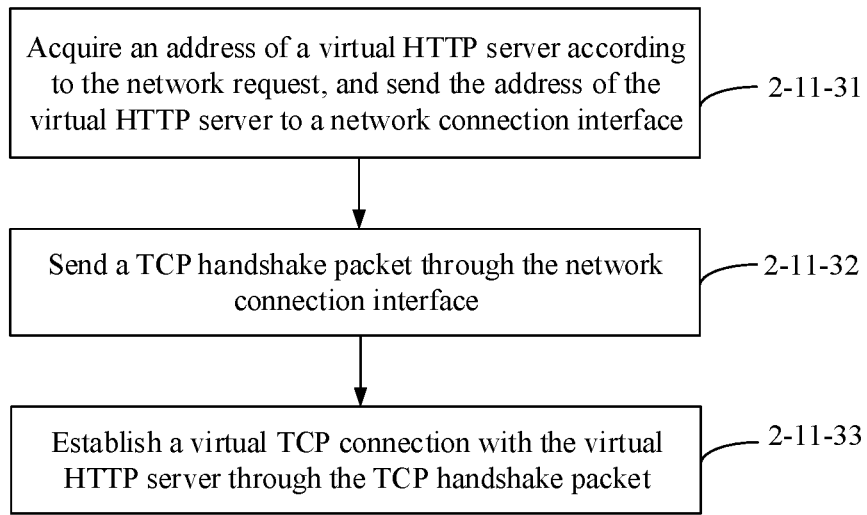 Acquire an address of a virtual HTTP server according
to the network request, and send the address of the
virtual HTTP server to a network connection interface
2-11-31
Send a TCP handshake packet through the network
connection interface
2-11-32
Establish a virtual TCP connection with the virtual
HTTP server through the TCP handshake packet
2-11-33